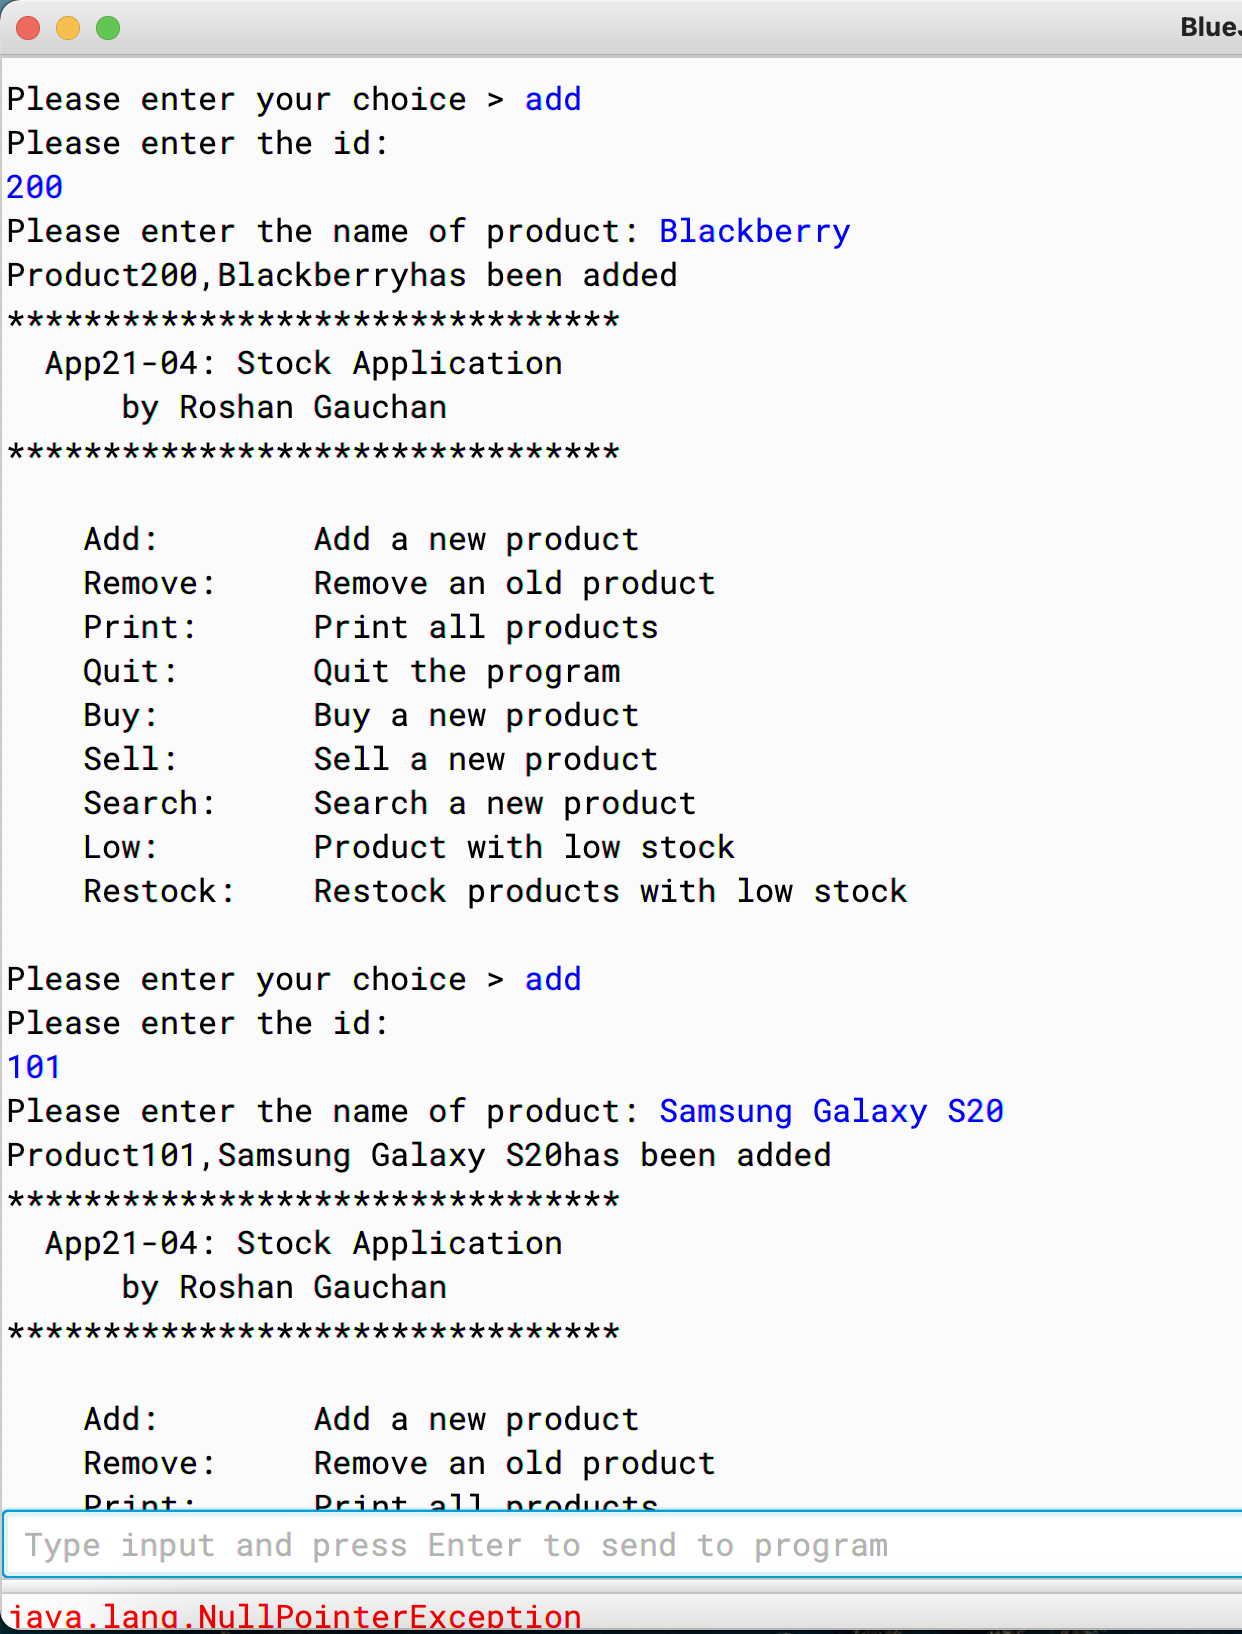 BlueJ
Please enter your choice > add
Please enter the id:
200
Please enter the name of product: Blackberry
Product200,Blackberryhas been added
********************************
App21-04: Stock Application
by Roshan Gauchan
********************************
Add: Add a new product
Remove: Remove an old product
Print: Print all products
Quit: Quit the program
Buy: Buy a new product
Sell: Sell a new product
Search: Search a new product
Low: Product with low stock
Restock: Restock products with low stock
Please enter your choice > add
Please enter the id:
101
Please enter the name of product: Samsung Galaxy S20
Product101,Samsung Galaxy S20has been added
********************************
App21-04: Stock Application
by Roshan Gauchan
********************************
Add: Add a new product
Remove: Remove an old product
Print: Print all products
Type input and press Enter to send to program
java.lang.NullPointerException